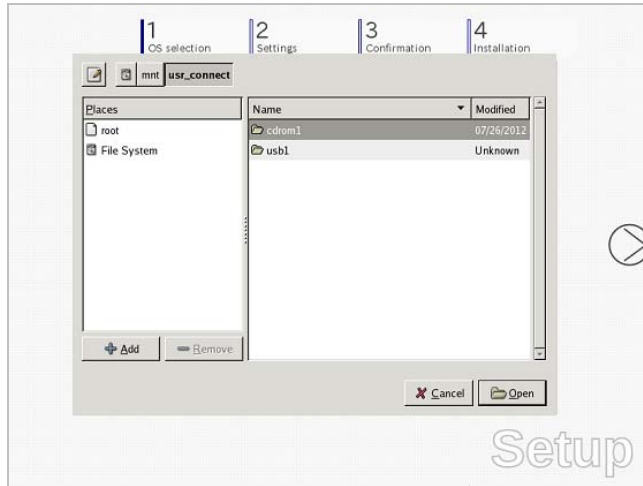 1 2 3 4
OS selection Settings Confirmation Installation
mnt usr_connect
Places Name Modified
root cdrom1 07/26/2012
File System usb1 Unknown
Add Remove
Cancel Open
Setup